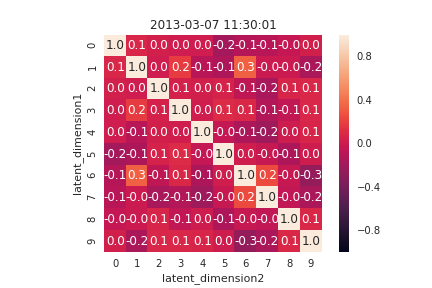 2013-03-07 11:30:01
0 1.0 0.1 0.0 0.0 0.0 -0.2 -0.1 -0.1 -0.0 0.0
1 0.1 1.0 0.0 0.2 -0.1 -0.1 0.3 -0.0 -0.0 -0.2
2 0.0 0.0 1.0 0.1 0.0 0.1 -0.1 -0.2 0.1 0.1
3 0.0 0.2 0.1 1.0 0.0 0.1 0.1 -0.1 -0.1 0.1
4 0.0 -0.1 0.0 0.0 1.0 -0.0 -0.1 -0.2 0.0 0.1
5 -0.2 -0.1 0.1 0.1 -0.0 1.0 0.0 -0.0 -0.1 0.0
6 -0.1 0.3 -0.1 0.1 -0.1 0.0 1.0 0.2 -0.0 -0.3
7 -0.1 -0.0 -0.2 -0.1 -0.2 -0.0 0.2 1.0 -0.0 -0.2
8 -0.0 -0.0 0.1 -0.1 0.0 -0.1 -0.0 -0.0 1.0 0.1
9 0.0 -0.2 0.1 0.1 0.1 0.0 -0.3 -0.2 0.1 1.0
0 1 2 3 4 5 6 7 8 9
latent_dimension2
latent_dimension1
0.8
0.4
0.0
−0.4
−0.8